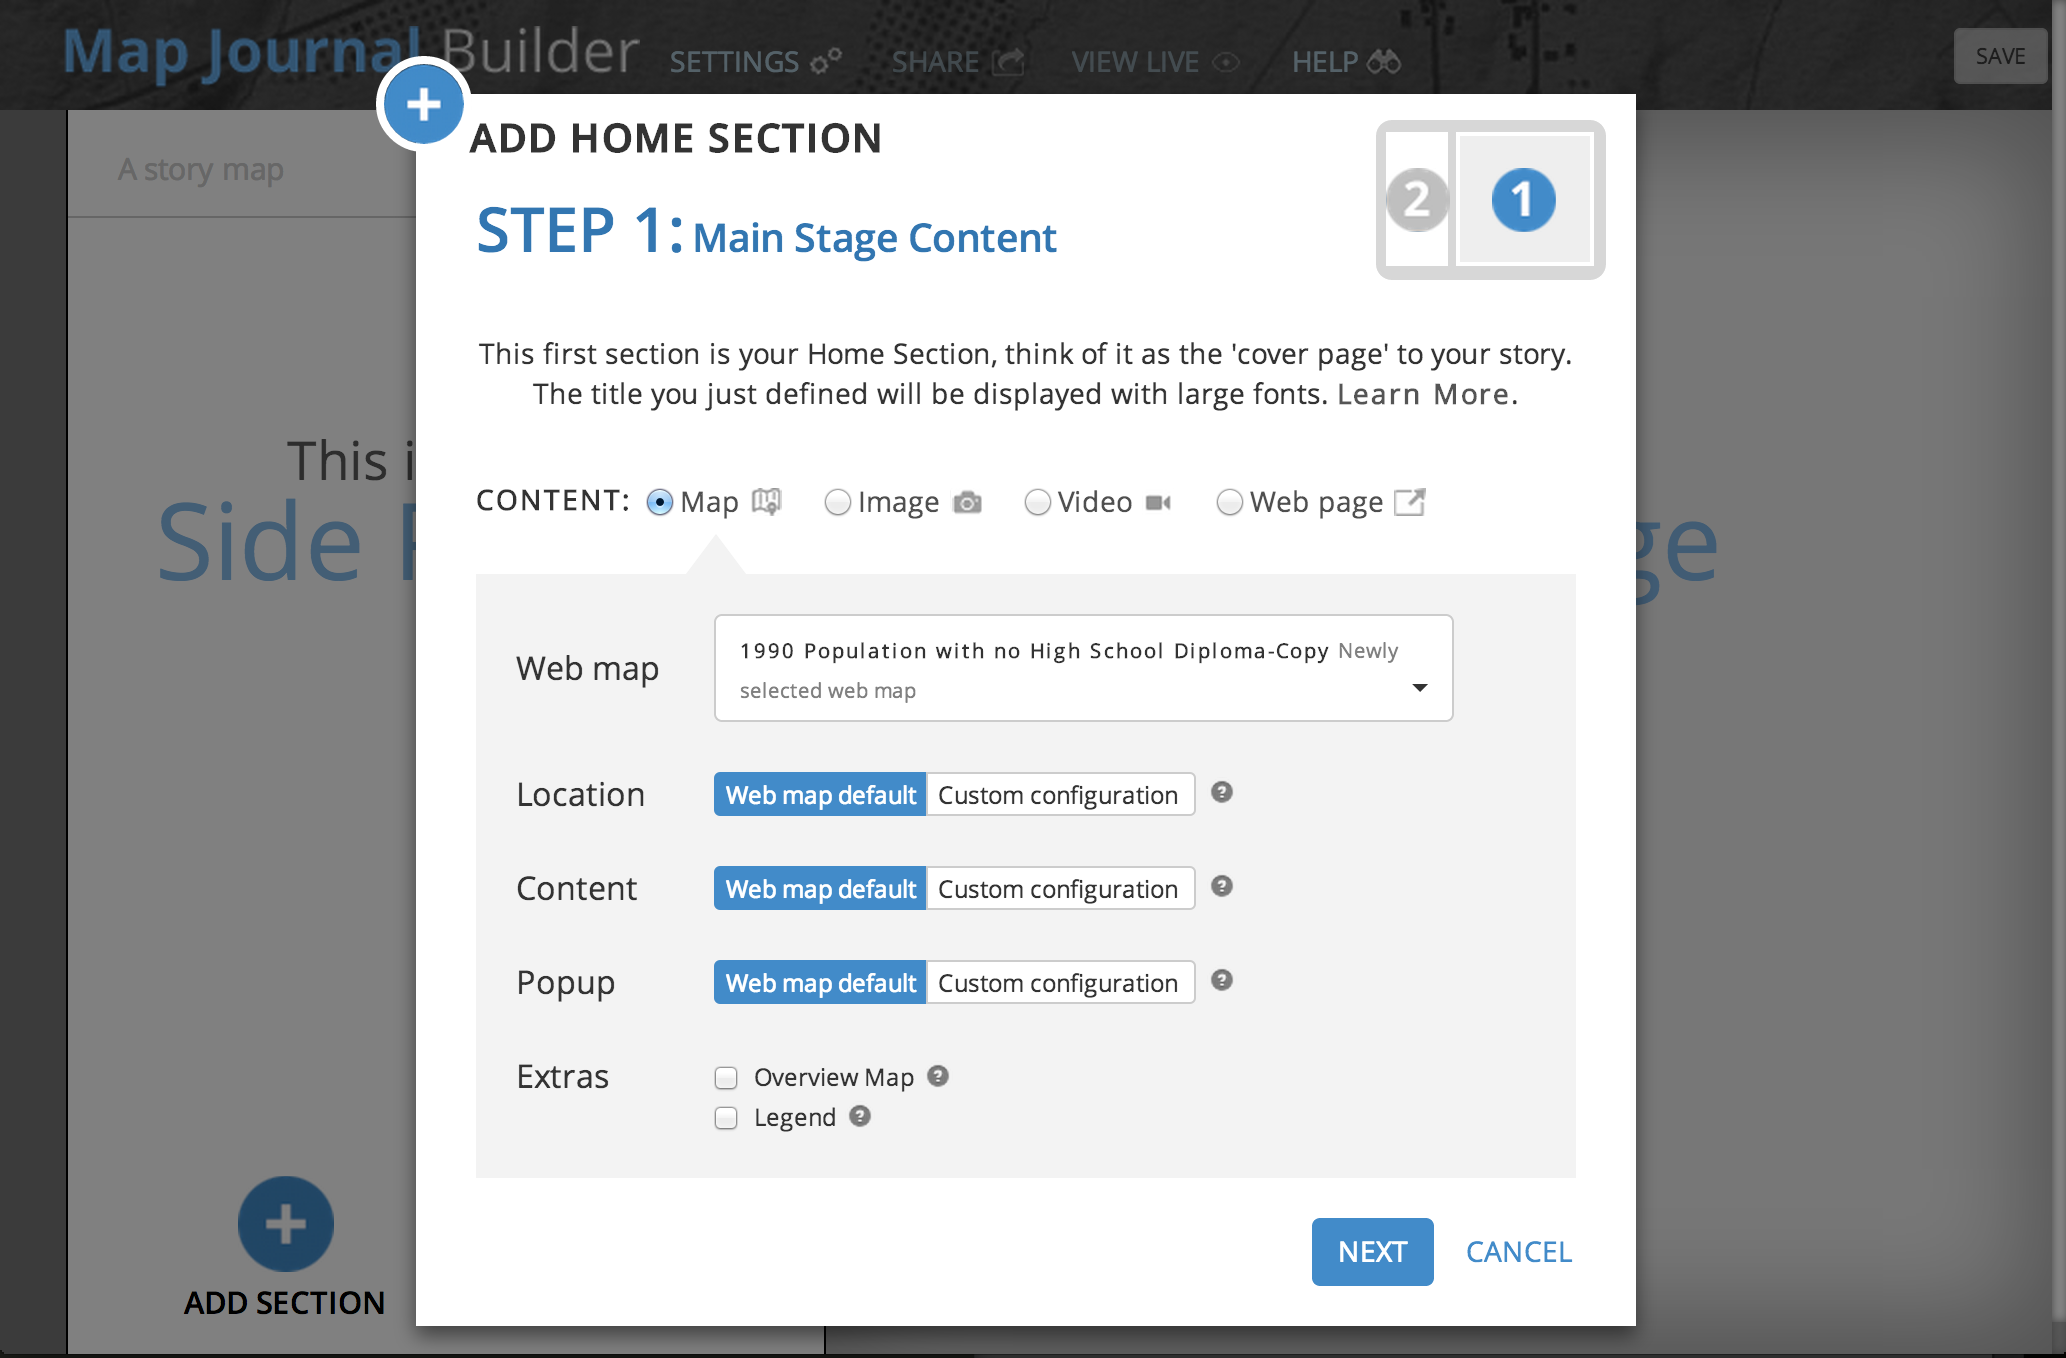 Map Journal Builder SETTINGS SHARE VIEW LIVE HELP SAVE
ADD HOME SECTION
A story map
2 1
STEP 1: Main Stage Content
This first section is your Home Section, think of it as the 'cover page' to your story.
The title you just defined will be displayed with large fonts. Learn More.
This i
CONTENT: Map Image Video Web page
Side
ge
Web map
1990 Population with no High School Diploma-Copy Newly
selected web map
Location Web map default Custom configuration ?
Content Web map default Custom configuration ?
Popup Web map default Custom configuration ?
Extras Overview Map ?
Legend ?
NEXT CANCEL
ADD SECTION